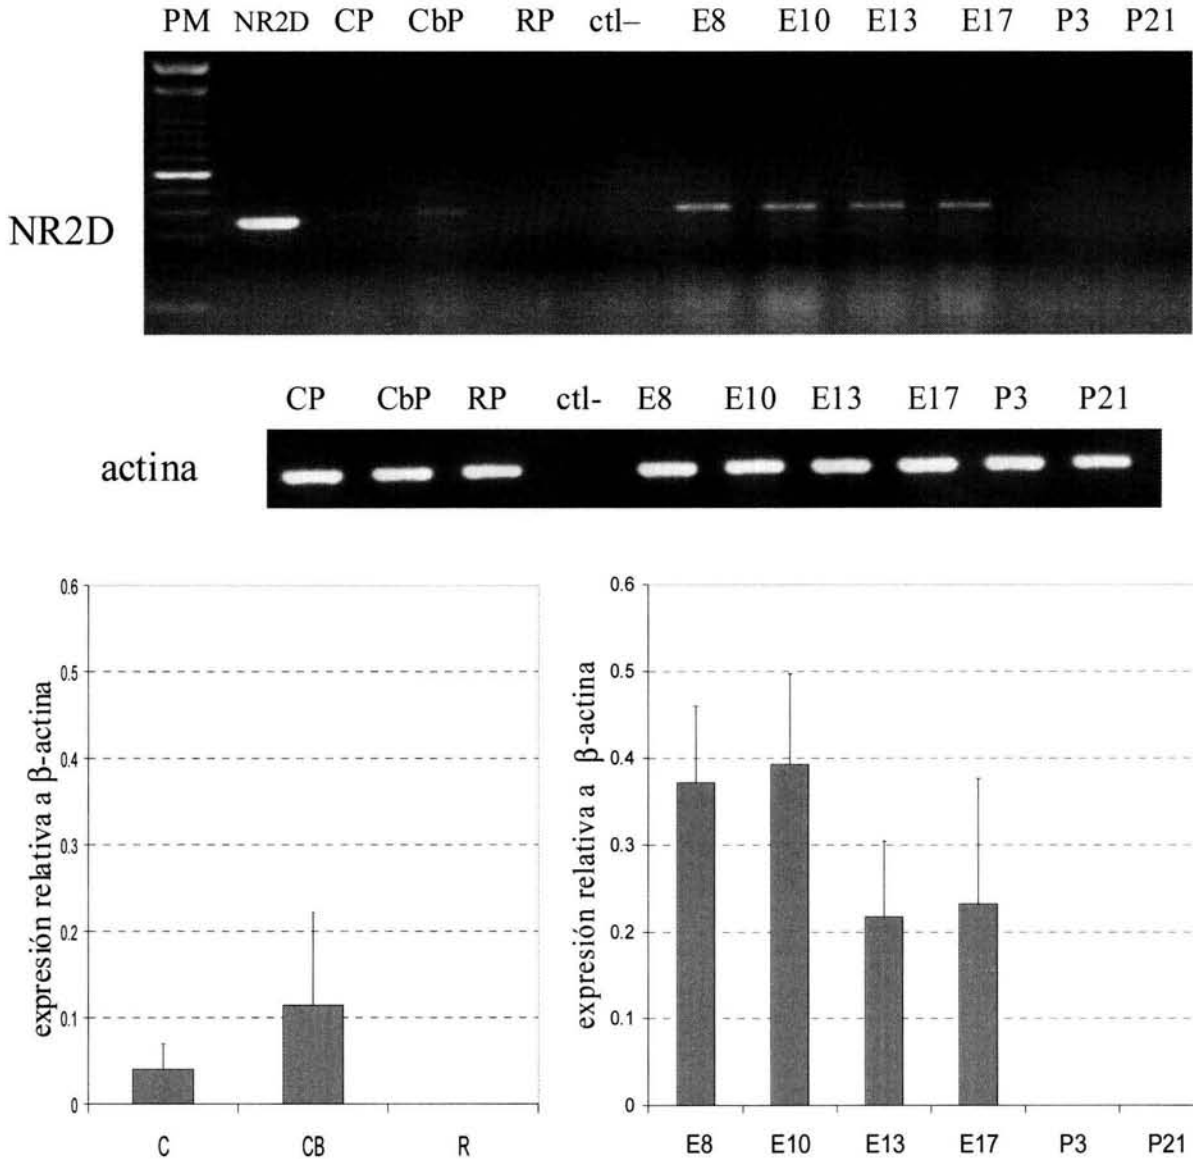 PM NR2D CP CbP RP ctl– E8 E10 E13 E17 P3 P21
NR2D
CP CbP RP ctl- E8 E10 E13 E17 P3 P21
actina
expresión relativa a β-actina
0.6
0.5
0.4
0.3
0.2
0.1
0
C CB R
expresión relativa a β-actina
0.6
0.5
0.4
0.3
0.2
0.1
0
E8 E10 E13 E17 P3 P21